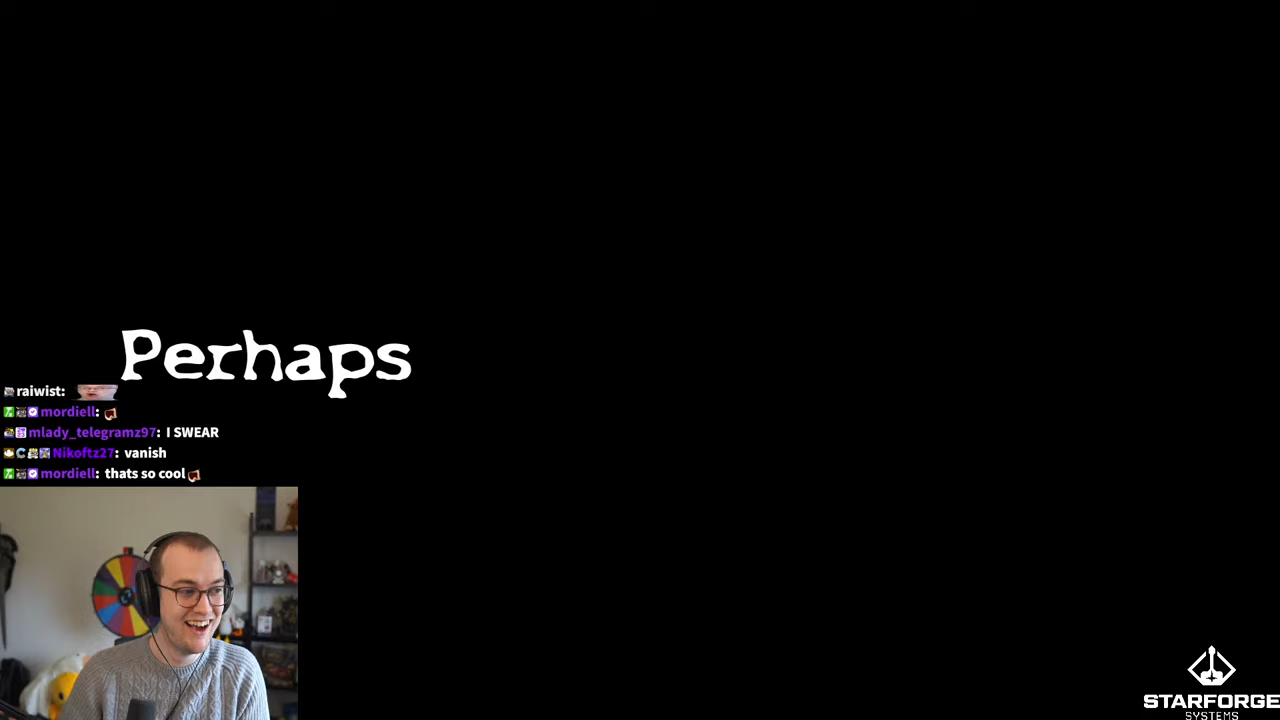 Perhaps
raiwist:
mordiell:
mlady_telegramz97: I SWEAR
Nikoftz27: vanish
mordiell: thats so cool
STARFORGE
SYSTEMS